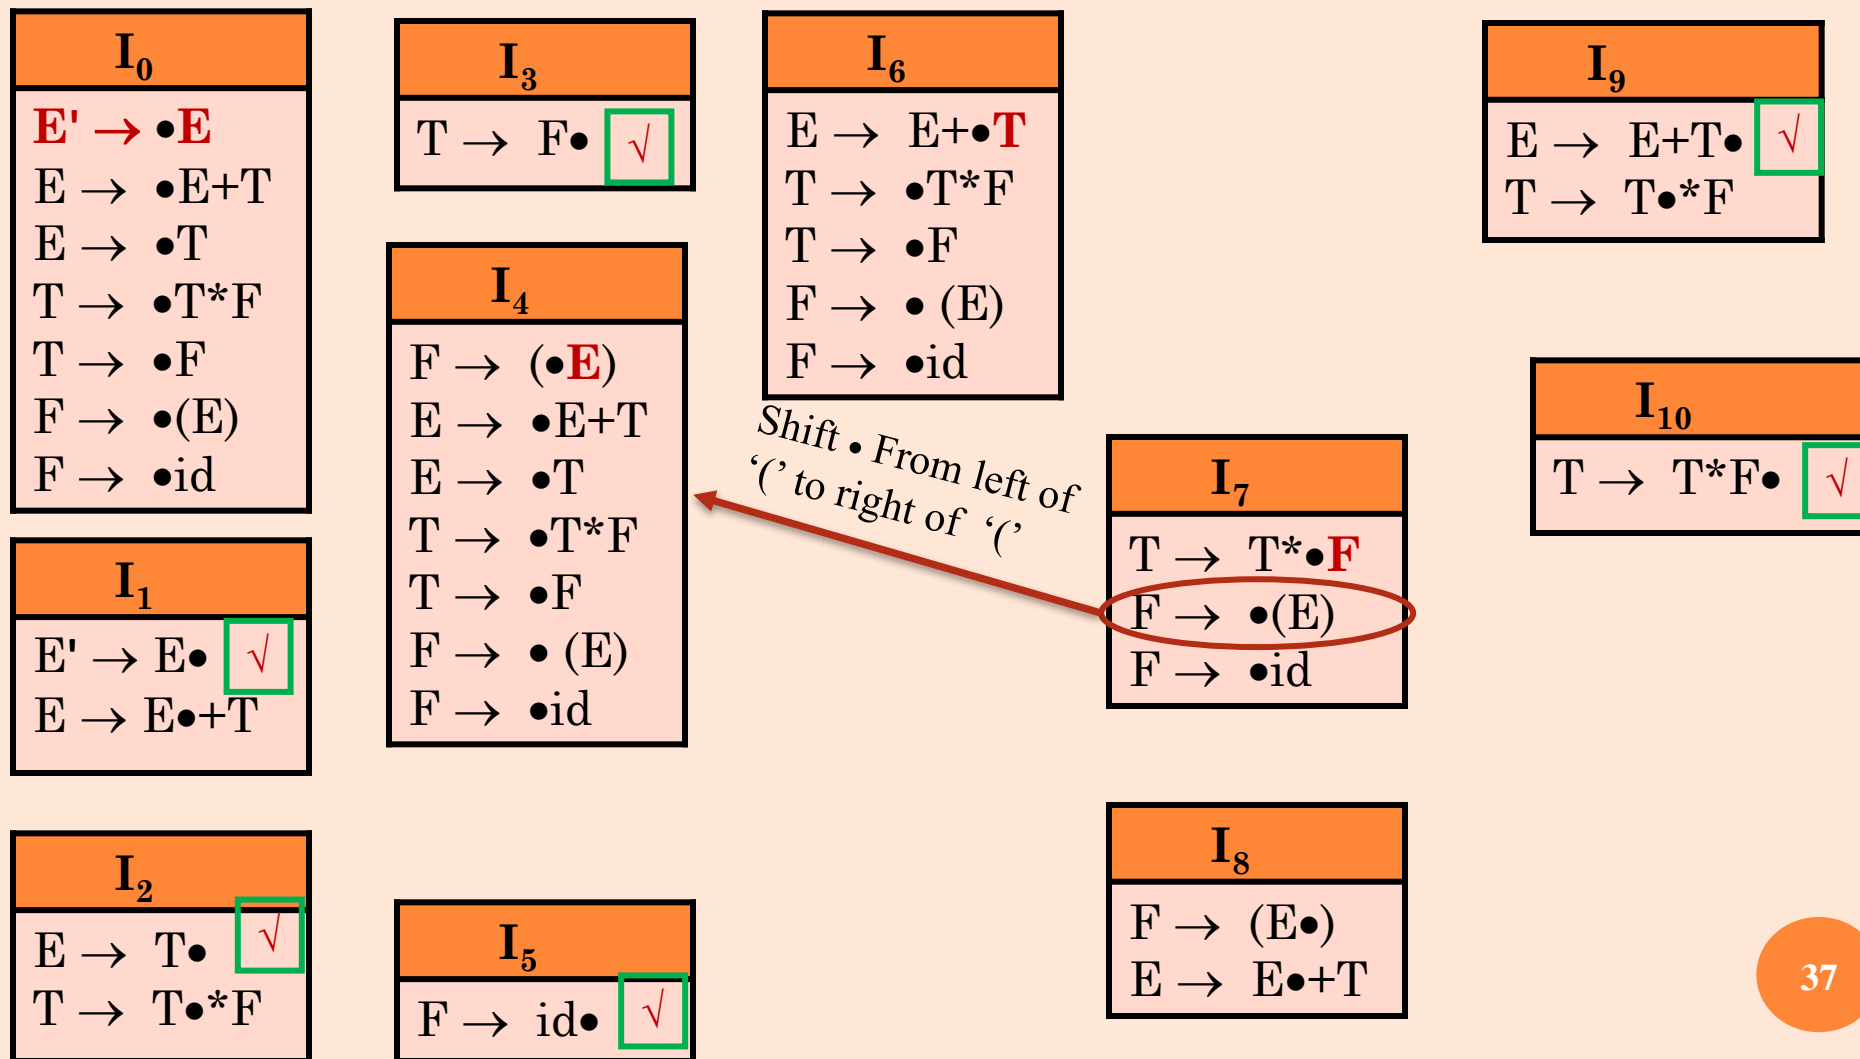 I₀
E' → •E
E → •E+T
E → •T
T → •T*F
T → •F
F → •(E)
F → •id
I₁
E' → E• √
E → E•+T
I₂
E → T• √
T → T•*F
I₃
T → F• √
I₄
F → (•E)
E → •E+T
E → •T
T → •T*F
T → •F
F → • (E)
F → •id
I₅
F → id• √
I₆
E → E+•T
T → •T*F
T → •F
F → • (E)
F → •id
Shift • From left of
‘(’ to right of ‘(’
I₇
T → T*•F
F → •(E)
F → •id
I₈
F → (E•)
E → E•+T
I₉
E → E+T• √
T → T•*F
I₁₀
T → T*F• √
37